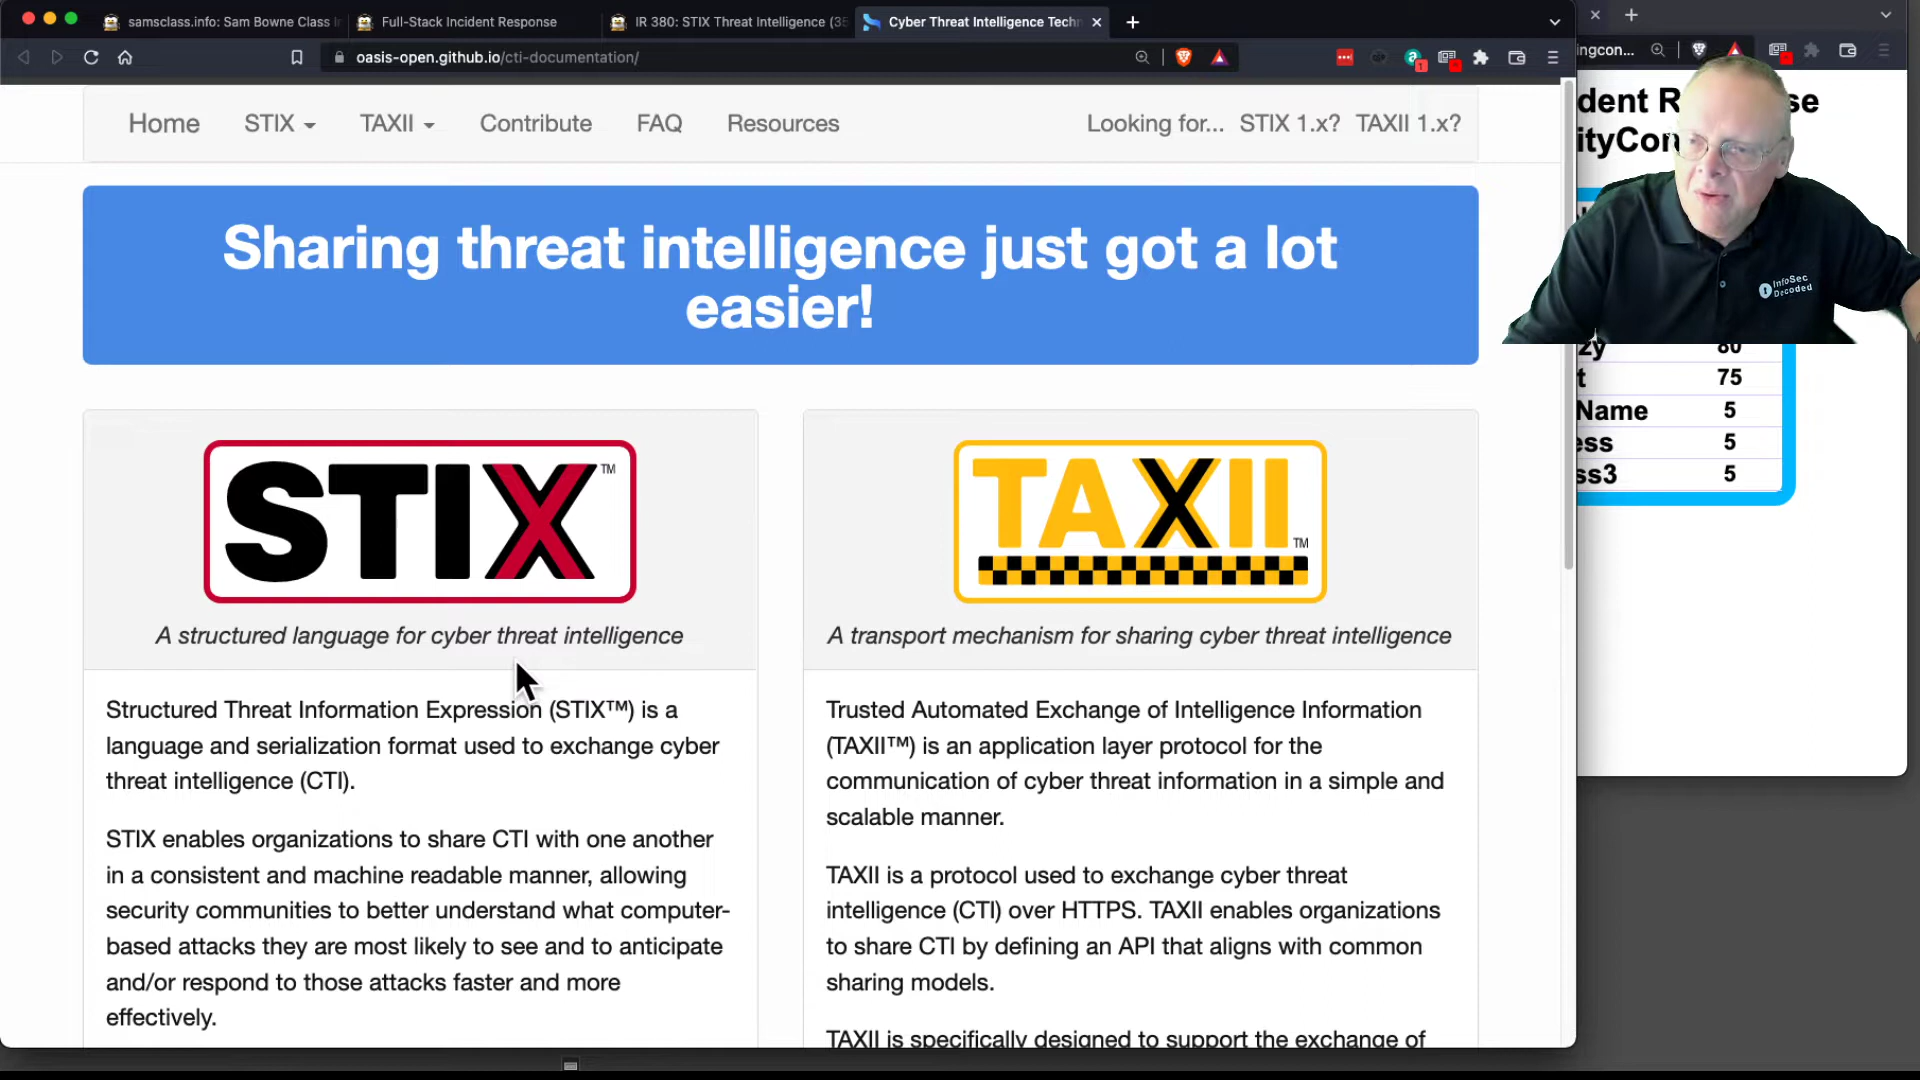 samsclass.info: Sam Bowne Class I
Full-Stack Incident Response
IR 380: STIX Threat Intelligence (35
Cyber Threat Intelligence Techn
oasis-open.github.io/cti-documentation/
1
ingcon...
Home
STIX
TAXII
Contribute
FAQ
Resources
Looking for...
STIX 1.x?
TAXII 1.x?
Sharing threat intelligence just got a lot
easier!
STIX™
A structured language for cyber threat intelligence
Structured Threat Information Expression (STIX™) is a
language and serialization format used to exchange cyber
threat intelligence (CTI).
STIX enables organizations to share CTI with one another
in a consistent and machine readable manner, allowing
security communities to better understand what computer-
based attacks they are most likely to see and to anticipate
and/or respond to those attacks faster and more
effectively.
TAXII™
A transport mechanism for sharing cyber threat intelligence
Trusted Automated Exchange of Intelligence Information
(TAXII™) is an application layer protocol for the
communication of cyber threat information in a simple and
scalable manner.
TAXII is a protocol used to exchange cyber threat
intelligence (CTI) over HTTPS. TAXII enables organizations
to share CTI by defining an API that aligns with common
sharing models.
TAXII is specifically designed to support the exchange of
dent R se
ityCon
InfoSec
Decoded
zy 80
t 75
Name 5
ess 5
ss3 5